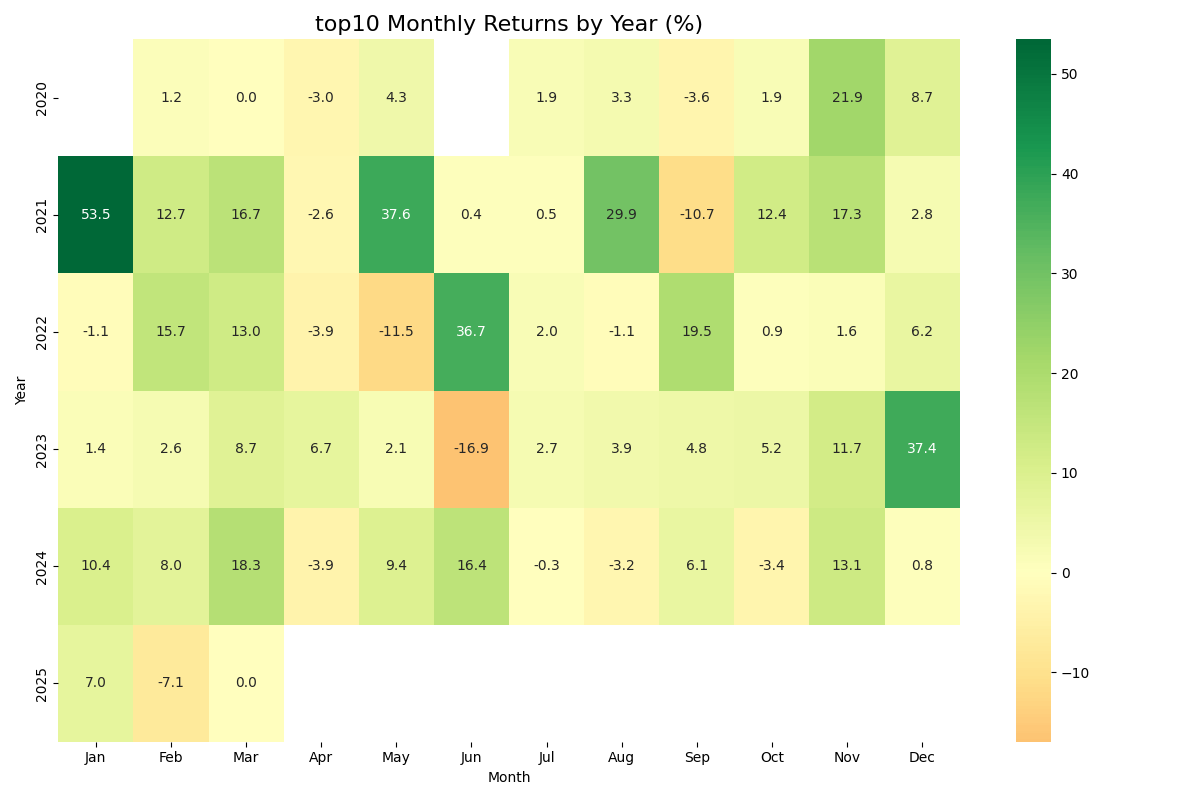 top10 Monthly Returns by Year (%)
2020 1.2 0.0 -3.0 4.3 1.9 3.3 -3.6 1.9 21.9 8.7
2021 53.5 12.7 16.7 -2.6 37.6 0.4 0.5 29.9 -10.7 12.4 17.3 2.8
2022 -1.1 15.7 13.0 -3.9 -11.5 36.7 2.0 -1.1 19.5 0.9 1.6 6.2
2023 1.4 2.6 8.7 6.7 2.1 -16.9 2.7 3.9 4.8 5.2 11.7 37.4
2024 10.4 8.0 18.3 -3.9 9.4 16.4 -0.3 -3.2 6.1 -3.4 13.1 0.8
2025 7.0 -7.1 0.0
Year
Jan Feb Mar Apr May Jun Jul Aug Sep Oct Nov Dec
Month
50
40
30
20
10
0
−10